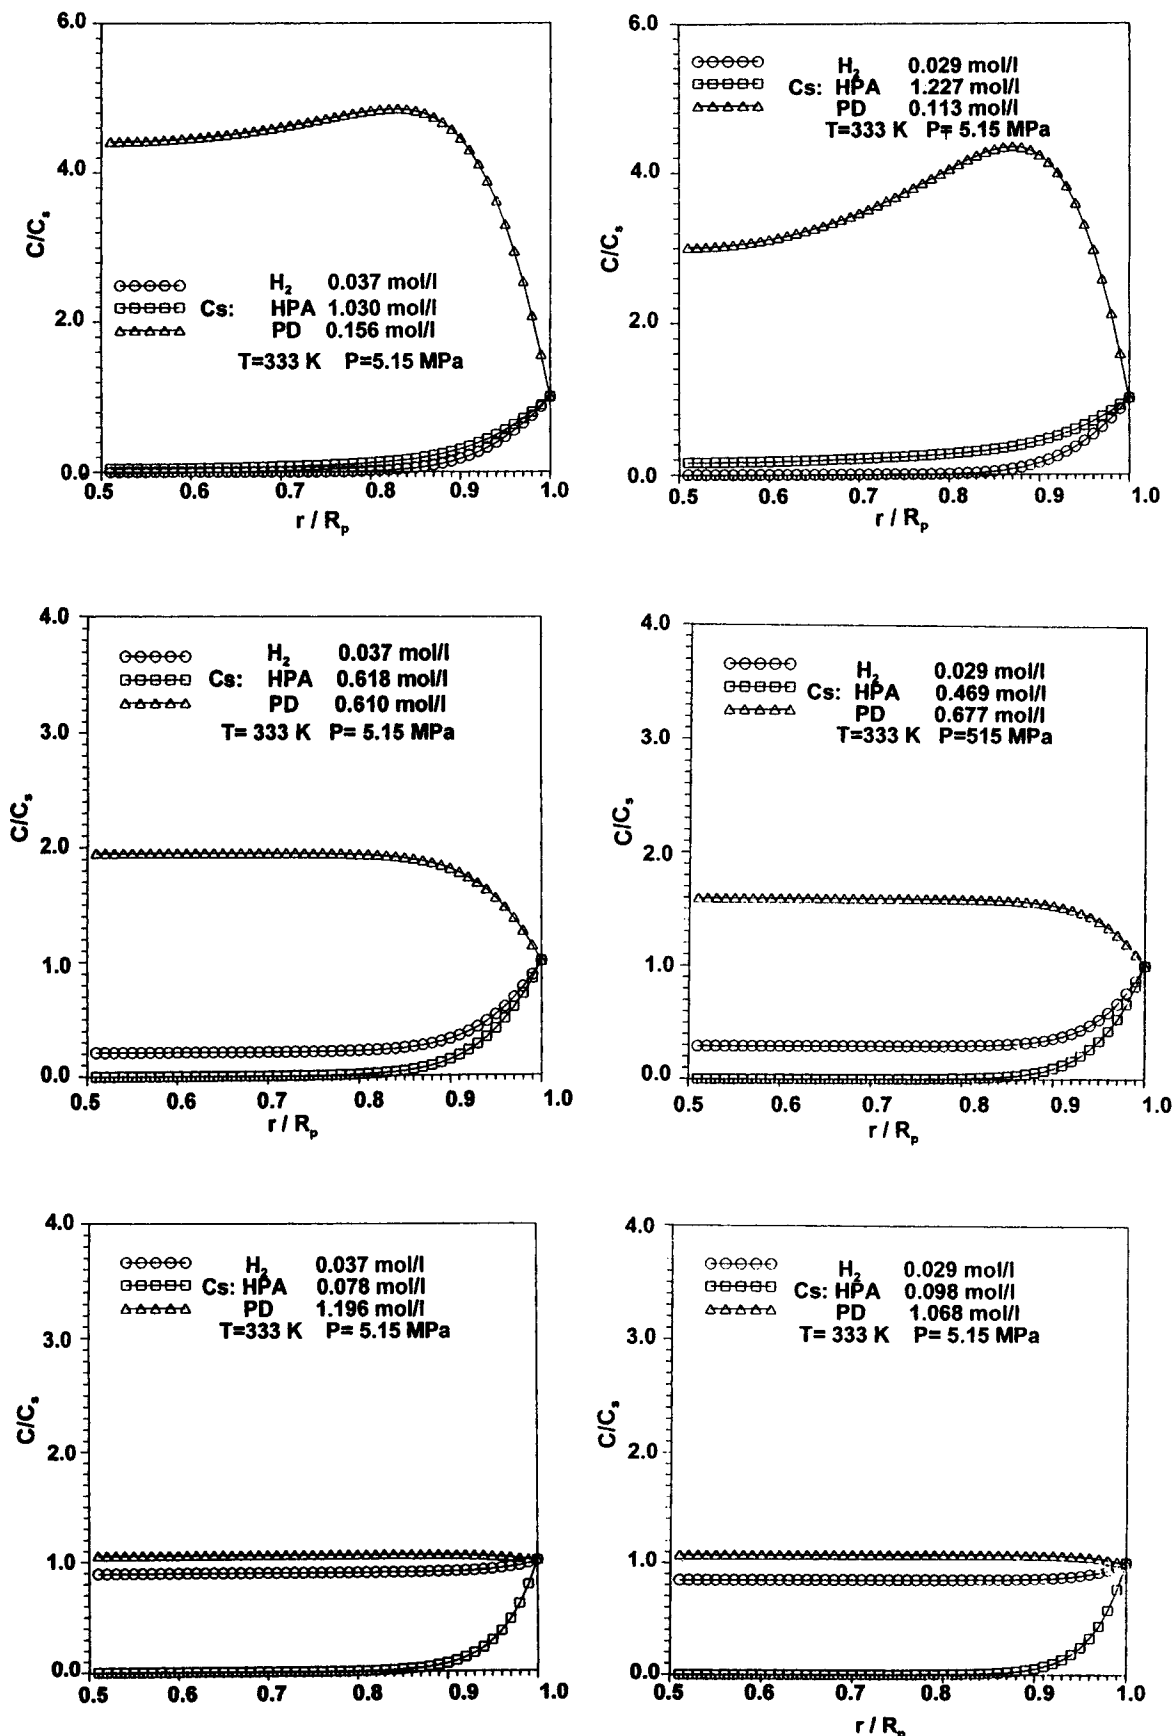 6.0
4.0
2.0
0.0
C/Cs
H2 0.037 mol/l
Cs: HPA 1.030 mol/l
PD 0.156 mol/l
T=333 K P=5.15 MPa
0.5 0.6 0.7 0.8 0.9 1.0
r / Rp
6.0
4.0
2.0
0.0
C/Cs
H2 0.029 mol/l
Cs: HPA 1.227 mol/l
PD 0.113 mol/l
T=333 K P= 5.15 MPa
0.5 0.6 0.7 0.8 0.9 1.0
r / Rp
4.0
3.0
2.0
1.0
0.0
C/Cs
H2 0.037 mol/l
Cs: HPA 0.618 mol/l
PD 0.610 mol/l
T= 333 K P= 5.15 MPa
0.5 0.6 0.7 0.8 0.9 1.0
r / Rp
4.0
3.0
2.0
1.0
0.0
C/Cs
H2 0.029 mol/l
Cs: HPA 0.469 mol/l
PD 0.677 mol/l
T=333 K P=515 MPa
0.5 0.6 0.7 0.8 0.9 1.0
r / Rp
4.0
3.0
2.0
1.0
0.0
C/Cs
H2 0.037 mol/l
Cs: HPA 0.078 mol/l
PD 1.196 mol/l
T=333 K P= 5.15 MPa
0.5 0.6 0.7 0.8 0.9 1.0
4.0
3.0
2.0
1.0
0.0
C/Cs
H2 0.029 mol/l
Cs: HPA 0.098 mol/l
PD 1.068 mol/l
T= 333 K P= 5.15 MPa
0.5 0.6 0.7 0.8 0.9 1.0
r / Rp